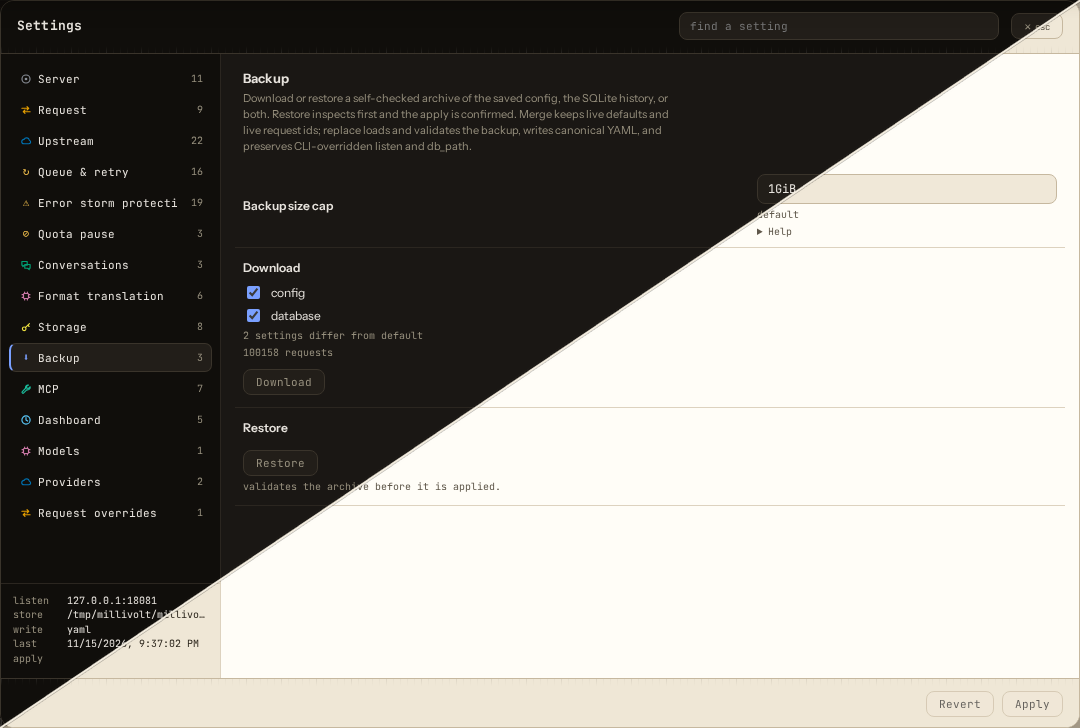 Settings
find a setting
× esc
Server 11
Request 9
Upstream 22
Queue & retry 16
Error storm protecti 19
Quota pause 3
Conversations 3
Format translation 6
Storage 8
Backup 3
MCP 7
Dashboard 5
Models 1
Providers 2
Request overrides 1
listen 127.0.0.1:18081
store /tmp/millivolt/millivo…
write yaml
last apply 11/15/2026, 9:37:02 PM
Backup
Download or restore a self-checked archive of the saved config, the SQLite history, or
both. Restore inspects first and the apply is confirmed. Merge keeps live defaults and
live request ids; replace loads and validates the backup, writes canonical YAML, and
preserves CLI-overridden listen and db_path.
Backup size cap
1GiB
default
▶ Help
Download
config
database
2 settings differ from default
100158 requests
Download
Restore
Restore
validates the archive before it is applied.
Revert
Apply